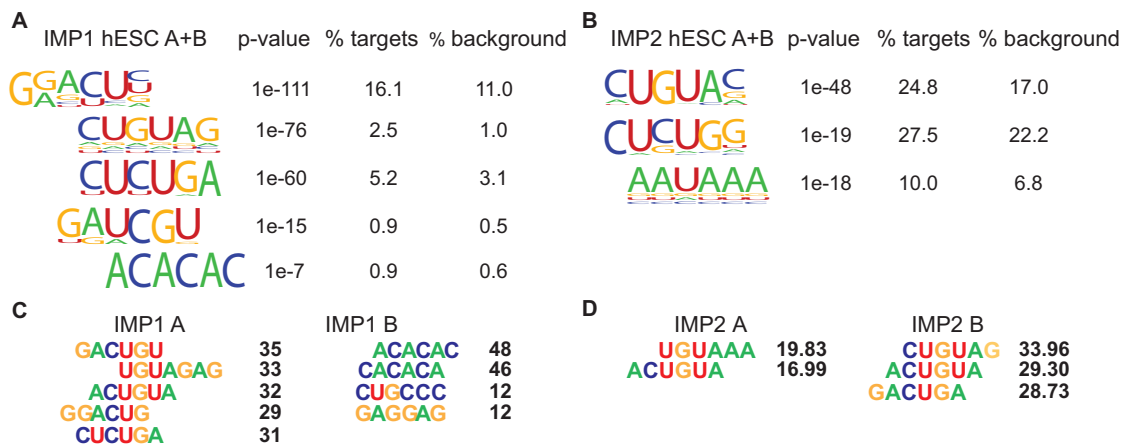 A
IMP1 hESC A+B p-value % targets % background
GGACUC 1e-111 16.1 11.0
CUGUAG 1e-76 2.5 1.0
CUCUGA 1e-60 5.2 3.1
GAUCGU 1e-15 0.9 0.5
ACACAC 1e-7 0.9 0.6
B
IMP2 hESC A+B p-value % targets % background
CUGUAC 1e-48 24.8 17.0
CUCUGG 1e-19 27.5 22.2
AAUAAA 1e-18 10.0 6.8
C
IMP1 A
GACUGU 35
UGUAGAG 33
ACUGUA 32
GGACUG 29
CUCUGA 31
IMP1 B
ACACAC 48
CACACA 46
CUGCCC 12
GAGGAG 12
D
IMP2 A
UGUAAA 19.83
ACUGUA 16.99
IMP2 B
CUGUAG 33.96
ACUGUA 29.30
GACUGA 28.73